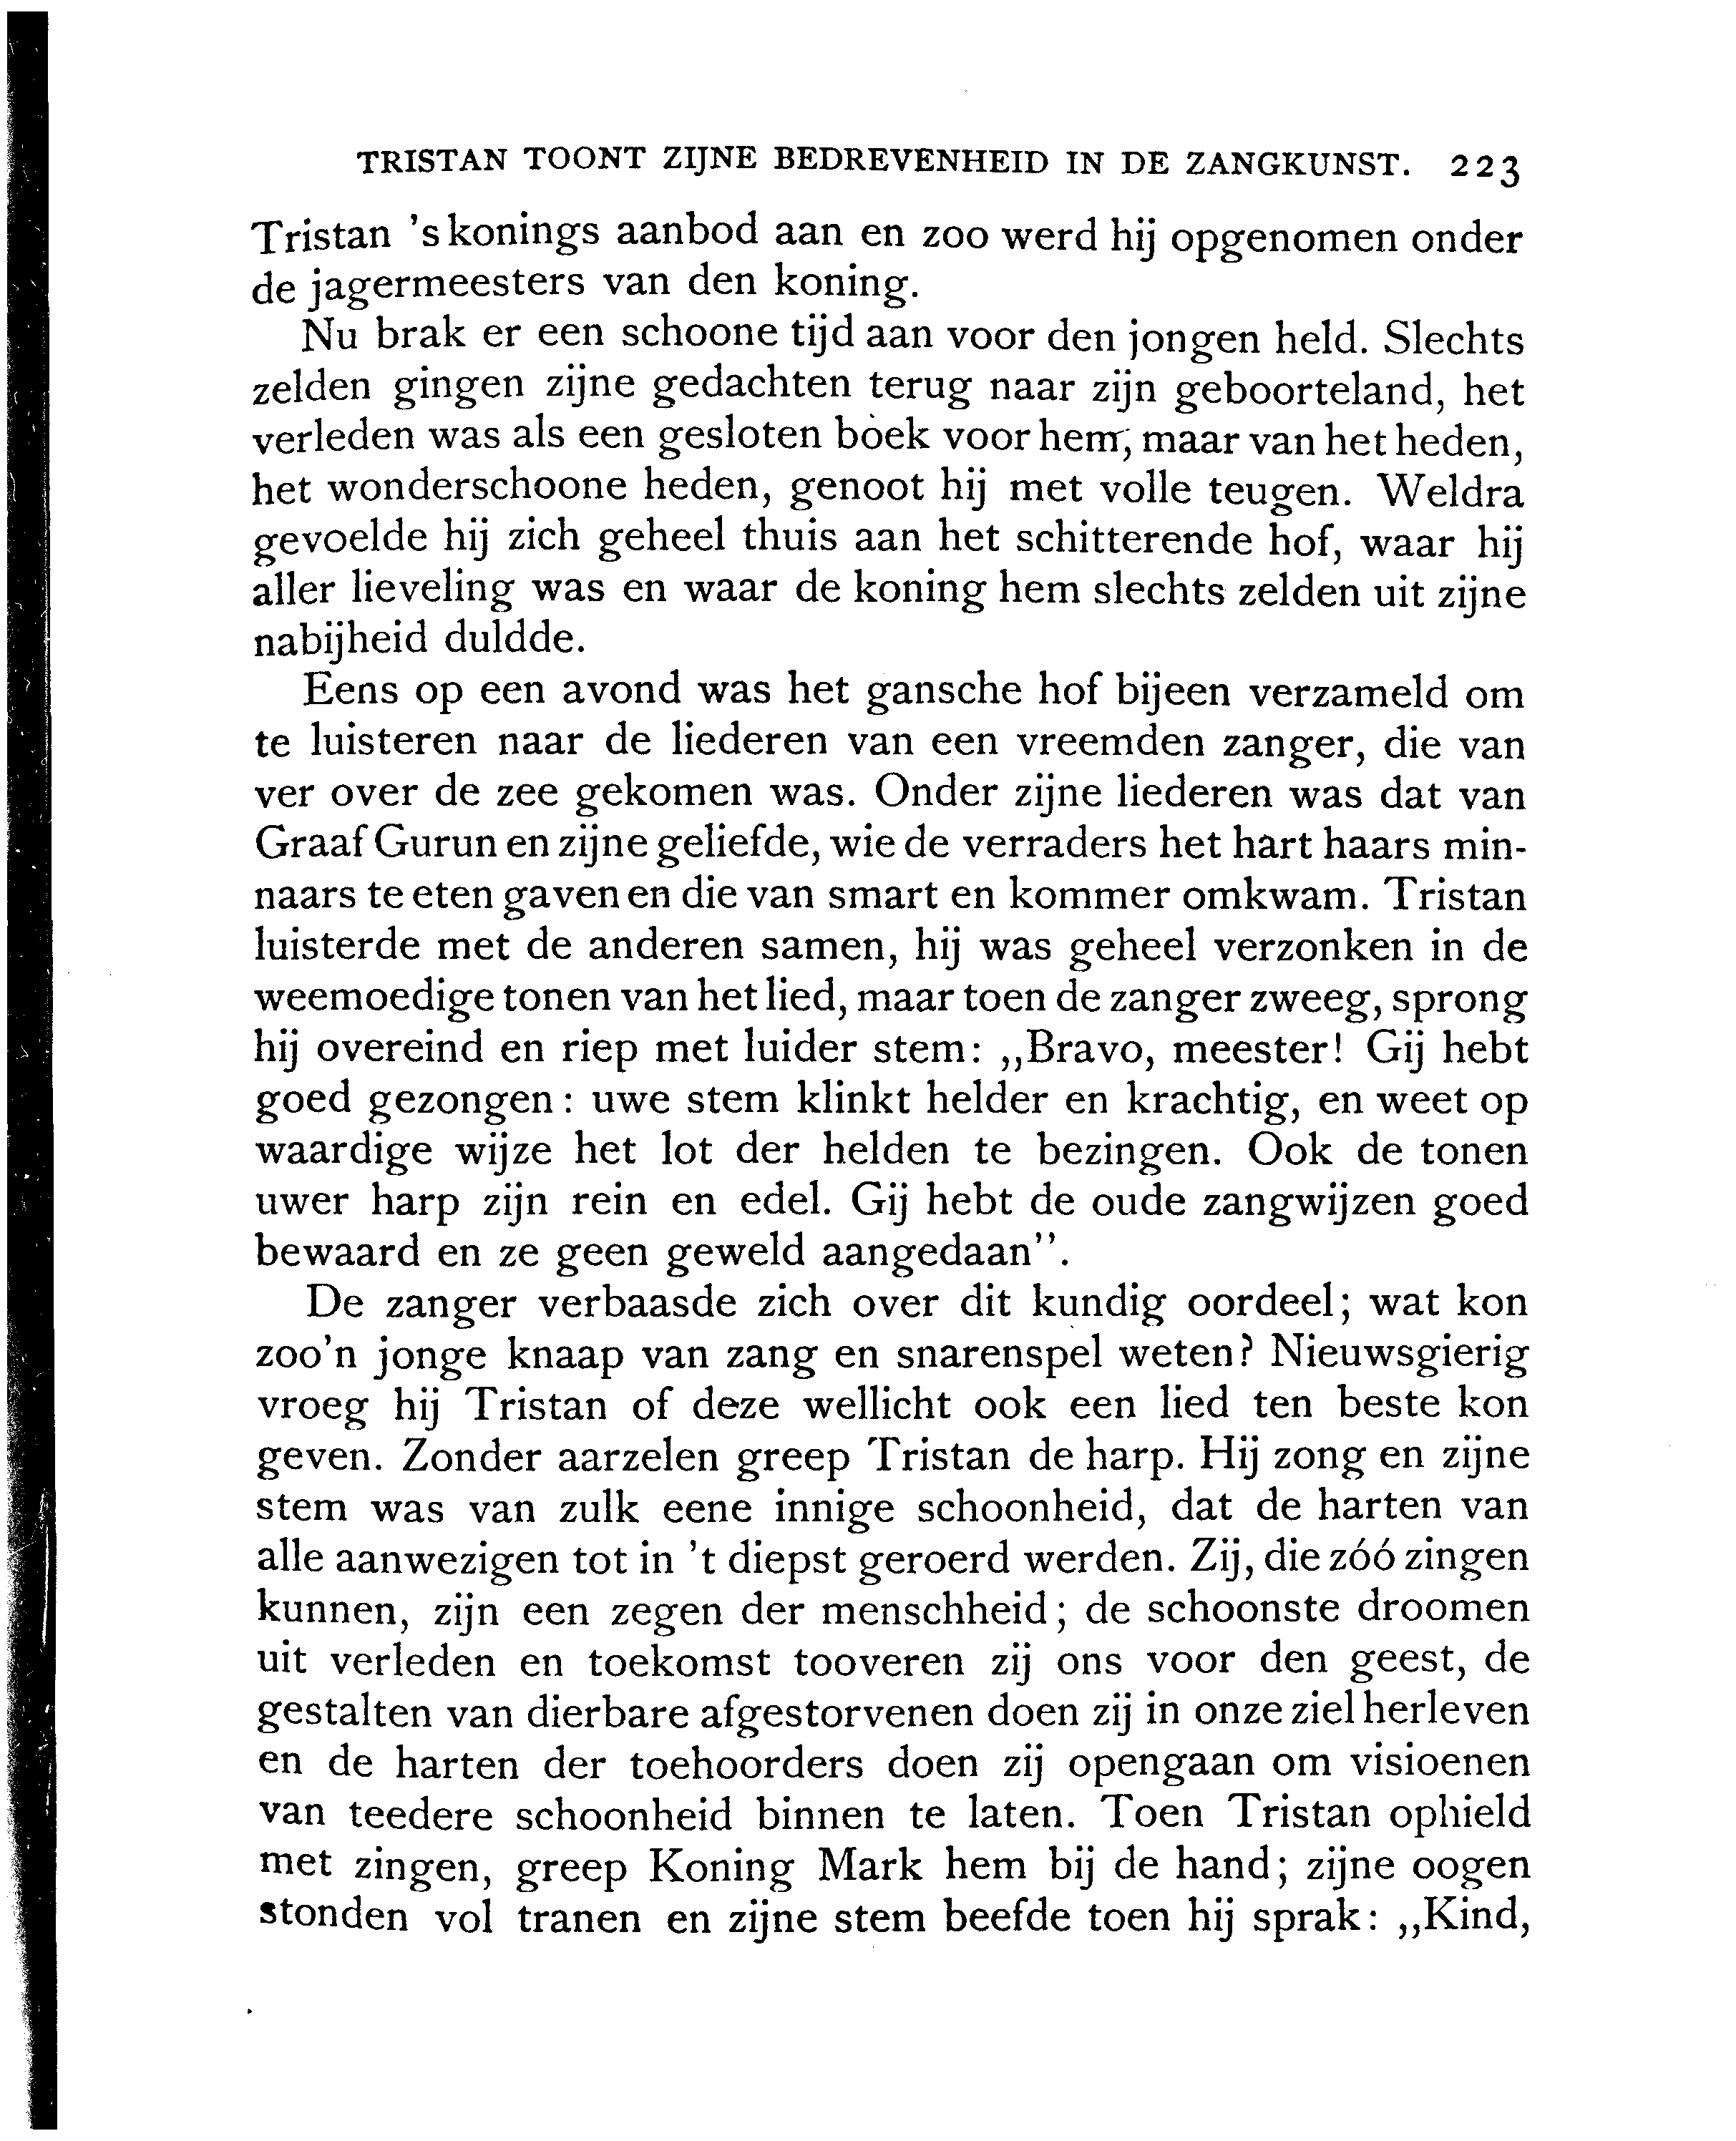 TRISTAN TOONT ZIJNE BEDREVENHEID IN DE ZANGKUNST. 223
Tristan 's konings aanbod aan en zoo werd hij opgenomen onder
de jagermeesters van den koning.
Nu brak er een schoone tijd aan voor den jongen held. Slechts
zelden gingen zijne gedachten terug naar zijn geboorteland, het
verleden was als een gesloten boek voor hem, maar van het heden,
het wonderschoone heden, genoot hij met volle teugen. Weldra
gevoelde hij zich geheel thuis aan het schitterende hof, waar hij
aller lieveling was en waar de koning hem slechts zelden uit zijne
nabijheid duldde.
Eens op een avond was het gansche hof bijeen verzameld om
te luisteren naar de liederen van een vreemden zanger, die van
ver over de zee gekomen was. Onder zijne liederen was dat van
Graaf Gurun en zijne geliefde, wie de verraders het hart haars min-
naars te eten gaven en die van smart en kommer omkwam. Tristan
luisterde met de anderen samen, hij was geheel verzonken in de
weemoedige tonen van het lied, maar toen de zanger zweeg, sprong
hij overeind en riep met luider stem: „Bravo, meester! Gij hebt
goed gezongen: uwe stem klinkt helder en krachtig, en weet op
waardige wijze het lot der helden te bezingen. Ook de tonen
uwer harp zijn rein en edel. Gij hebt de oude zangwijzen goed
bewaard en ze geen geweld aangedaan”.
De zanger verbaasde zich over dit kundig oordeel; wat kon
zoo'n jonge knaap van zang en snarenspel weten? Nieuwsgierig
vroeg hij Tristan of deze wellicht ook een lied ten beste kon
geven. Zonder aarzelen greep Tristan de harp. Hij zong en zijne
stem was van zulk eene innige schoonheid, dat de harten van
alle aanwezigen tot in 't diepst geroerd werden. Zij, die zóó zingen
kunnen, zijn een zegen der menschheid; de schoonste droomen
uit verleden en toekomst tooveren zij ons voor den geest, de
gestalten van dierbare afgestorvenen doen zij in onze ziel herleven
en de harten der toehoorders doen zij opengaan om visioenen
van teedere schoonheid binnen te laten. Toen Tristan ophield
met zingen, greep Koning Mark hem bij de hand; zijne oogen
stonden vol tranen en zijne stem beefde toen hij sprak: „Kind,